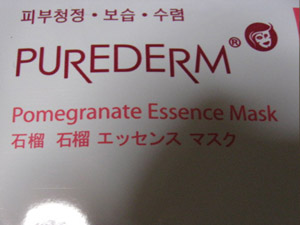 피부청정 • 보습 • 수렴
PUREDERM®
Pomegranate Essence Mask
石榴 石榴 エッセンス マスク